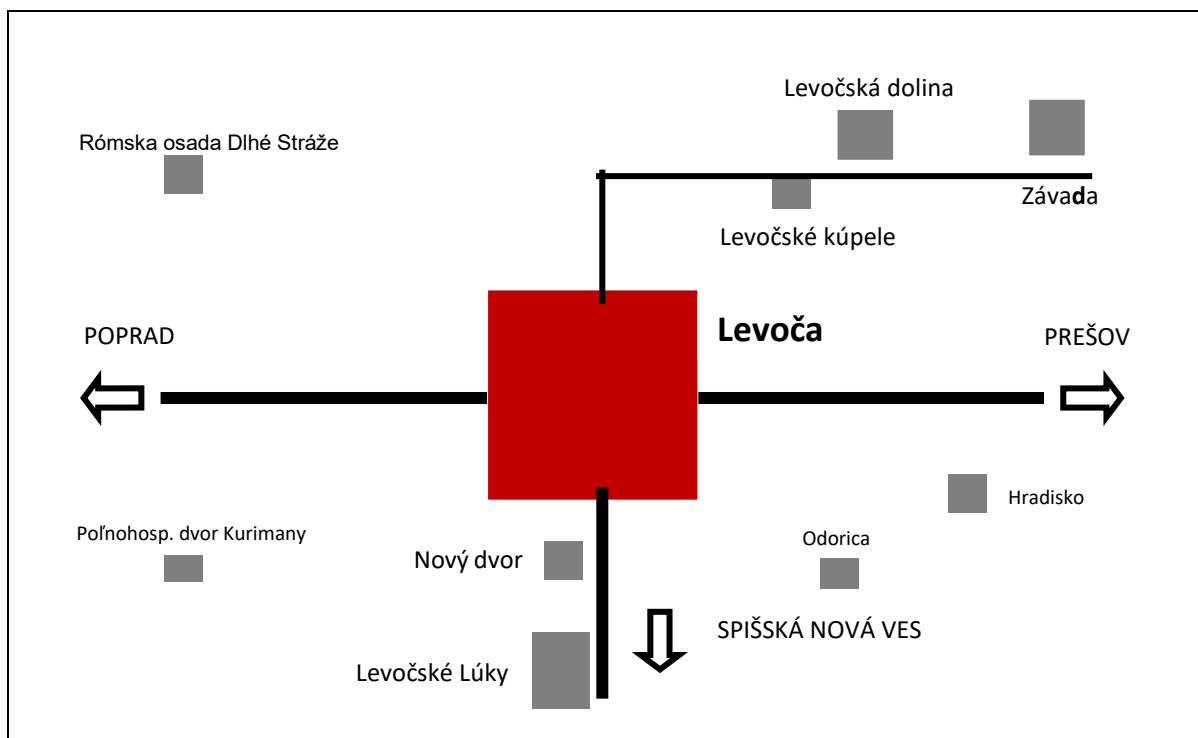 Levočská dolina
Rómska osada Dlhé Stráže
Závada
Levočské kúpele
Levoča
POPRAD
PREŠOV
Hradisko
Poľnohosp. dvor Kurimany
Odorica
Nový dvor
SPIŠSKÁ NOVÁ VES
Levočské Lúky